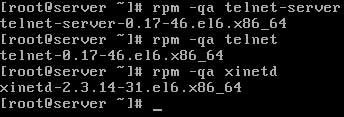 [root@server ~]# rpm -qa telnet-server
telnet-server-0.17-46.el6.x86_64
[root@server ~]# rpm -qa telnet
telnet-0.17-46.el6.x86_64
[root@server ~]# rpm -qa xinetd
xinetd-2.3.14-31.el6.x86_64
[root@server ~]# _